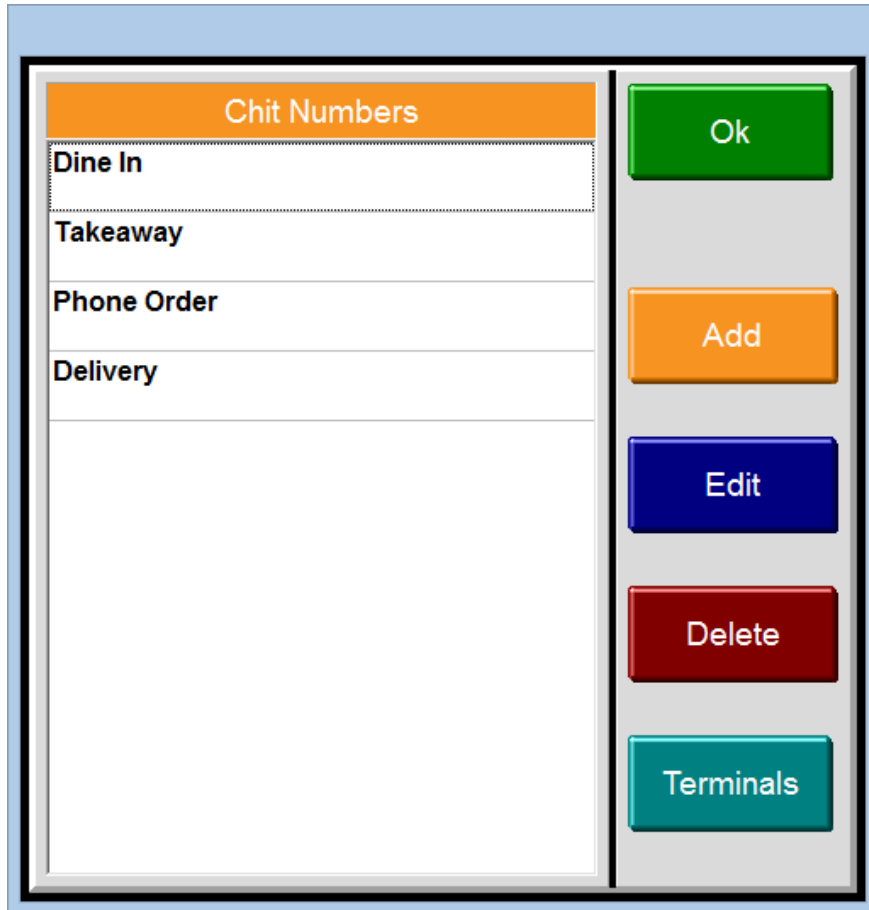 Chit Numbers
Dine In
Takeaway
Phone Order
Delivery
Ok
Add
Edit
Delete
Terminals